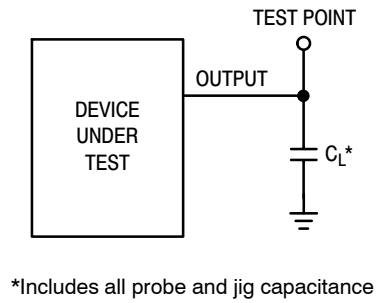 TEST POINT
OUTPUT
DEVICE
UNDER
TEST
CL*
*Includes all probe and jig capacitance